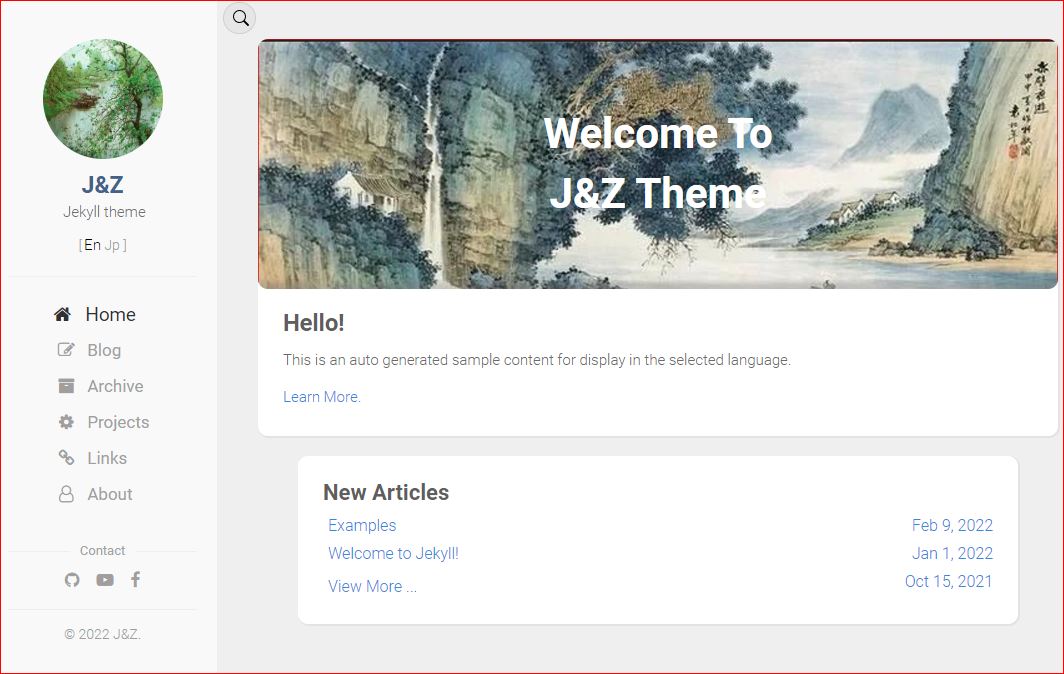 J&Z
Jekyll theme
[ En Jp ]
Home
Blog
Archive
Projects
Links
About
Contact
© 2022 J&Z.
Welcome To
J&Z Theme
Hello!
This is an auto generated sample content for display in the selected language.
Learn More.
New Articles
Examples Feb 9, 2022
Welcome to Jekyll! Jan 1, 2022
Oct 15, 2021
View More ...